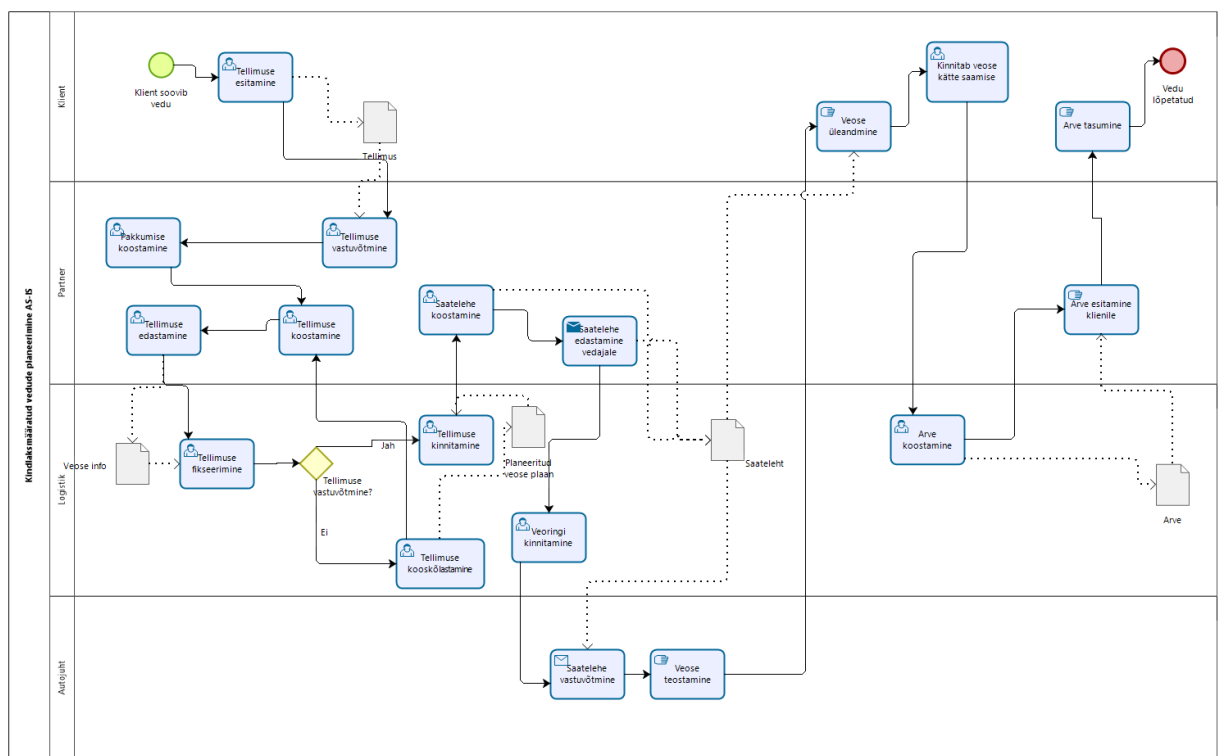 Kindlaksmääratud vedude planeerimine AS-IS
Klient
Klient soovib
vedu
Tellimuse
esitamine
Tellimus
Veose
üleandmine
Kinnitab veose
kätte saamise
Arve tasumine
Vedu
lõpetatud
Partner
Pakkumise
koostamine
Tellimuse
vastuvõtmine
Tellimuse
edastamine
Tellimuse
koostamine
Saatelehe
koostamine
Saatelehe
edastamine
vedajale
Arve esitamine
klienile
Logistik
Veose info
Tellimuse
fikseerimine
Tellimuse
vastuvõtmine?
Jah
Ei
Tellimuse
kinnitamine
Planeeritud
veose plaan
Tellimuse
kooskõlastamine
Veoringi
kinnitamine
Saateleht
Arve
koostamine
Arve
Autojuht
Saatelehe
vastuvõtmine
Veose
teostamine